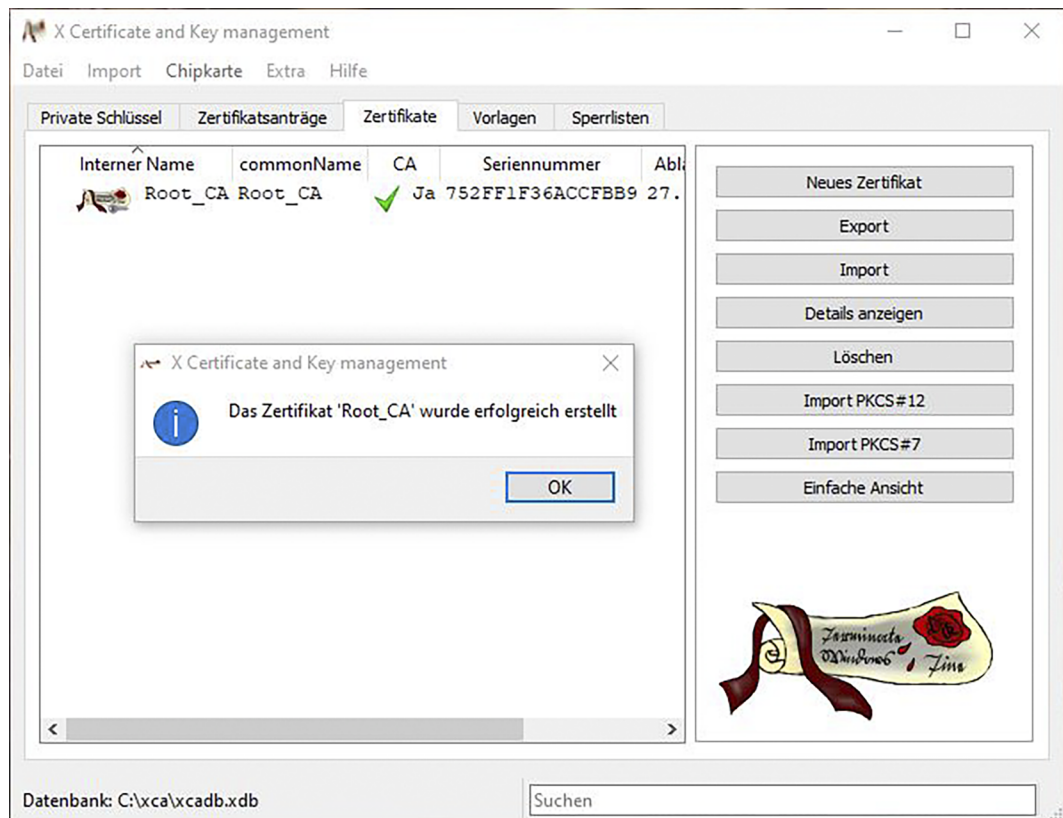 X Certificate and Key management
Datei Import Chipkarte Extra Hilfe
Private Schlüssel Zertifikatsanträge Zertifikate Vorlagen Sperrlisten
Interner Name commonName CA Seriennummer Abla
Root_CA Root_CA Ja 752FF1F36ACCFBB9 27.
Neues Zertifikat
Export
Import
Details anzeigen
Löschen
Import PKCS#12
Import PKCS#7
Einfache Ansicht
X Certificate and Key management
Das Zertifikat 'Root_CA' wurde erfolgreich erstellt
OK
Windows
Datenbank: C:\xca\xcadb.xdb
Suchen